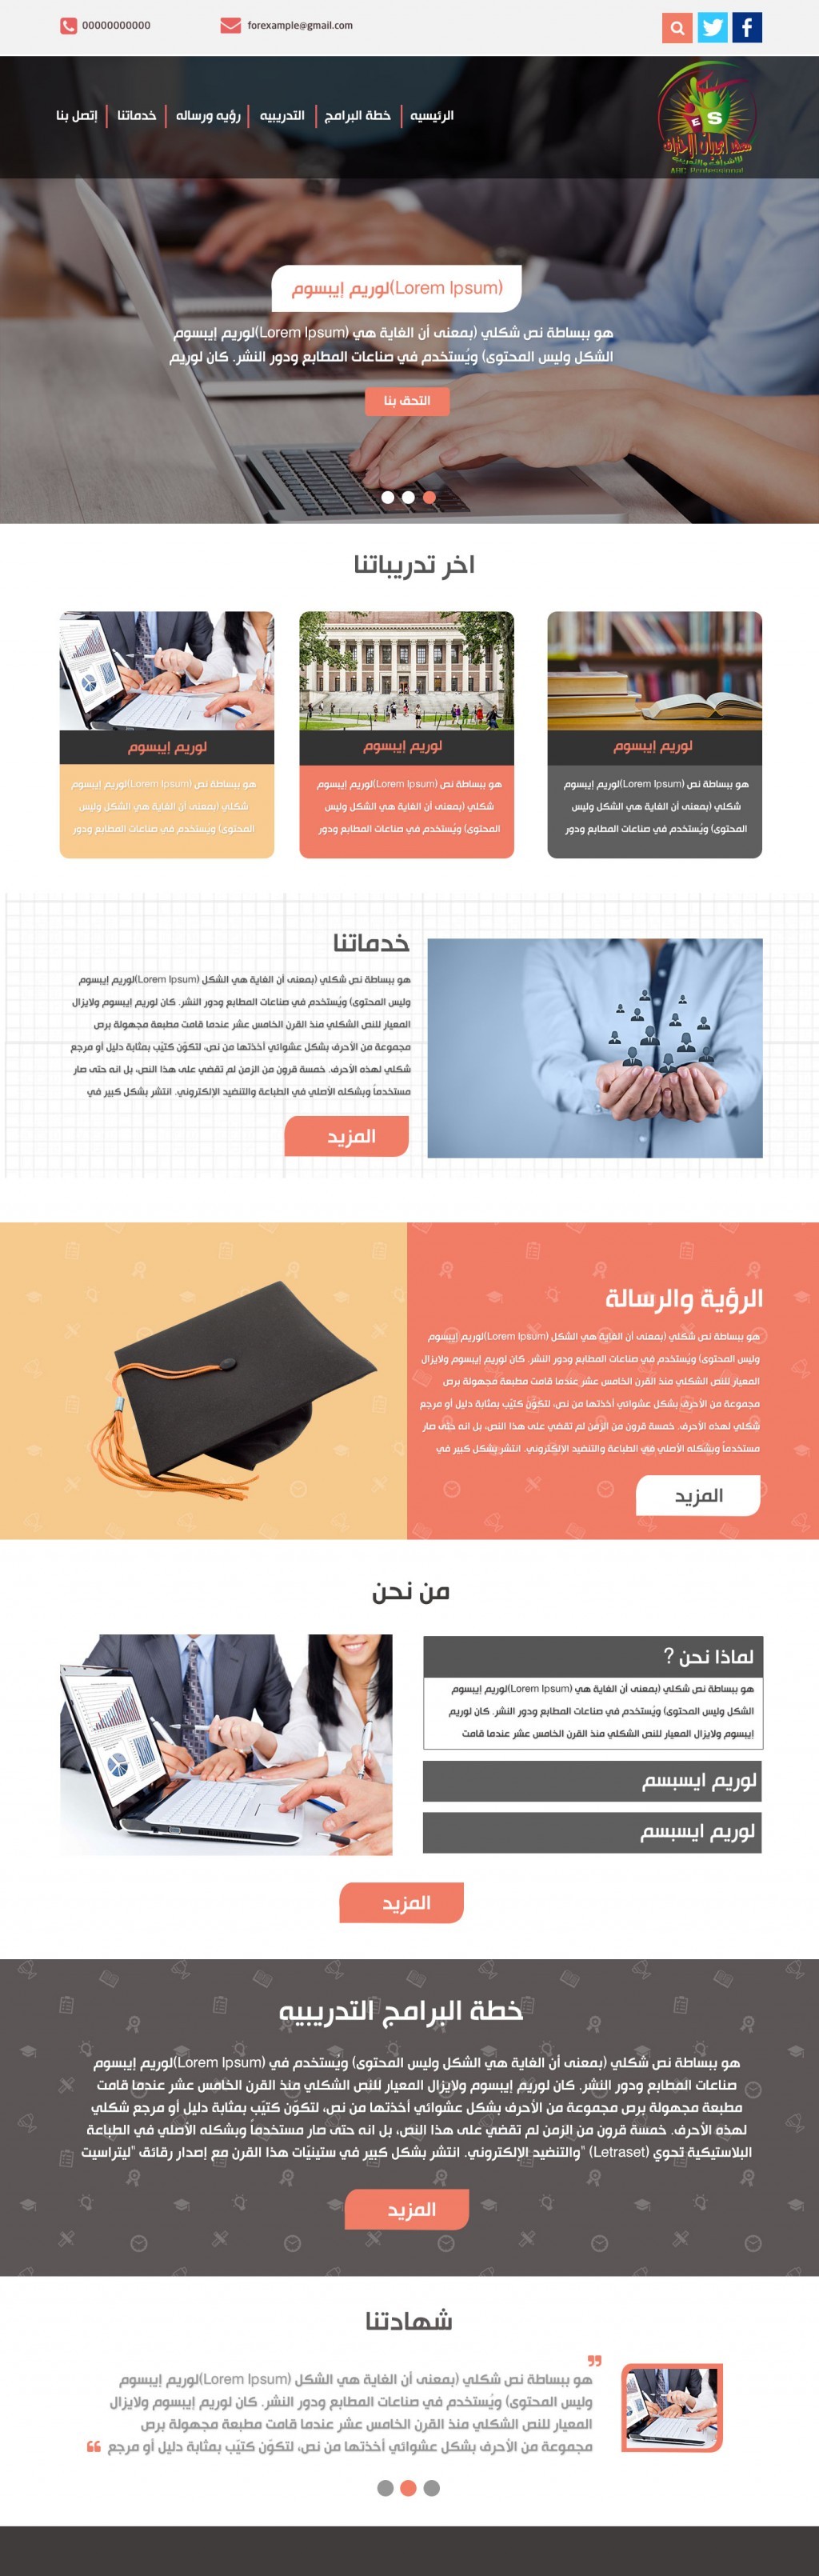 00000000000
forexample@gmail.com
الرئيسيه
خطة البرامج
التدريبيه
رؤيه ورساله
خدماتنا
إتصل بنا
ES
ABC Professional
(Lorem Ipsum)لوريم إيبسوم
هو ببساطة نص شكلي (بمعنى أن الغاية هي (Lorem Ipsum)لوريم إيبسوم
الشكل وليس المحتوى) ويُستخدم في صناعات المطابع ودور النشر. كان لوريم
التحق بنا
اخر تدريباتنا
لوريم إيبسوم
هو ببساطة نص (Lorem Ipsum)لوريم إيبسوم
شكلي (بمعنى أن الغاية هي الشكل وليس
المحتوى) ويُستخدم في صناعات المطابع ودور
لوريم إيبسوم
هو ببساطة نص (Lorem Ipsum)لوريم إيبسوم
شكلي (بمعنى أن الغاية هي الشكل وليس
المحتوى) ويُستخدم في صناعات المطابع ودور
لوريم إيبسوم
هو ببساطة نص (Lorem Ipsum)لوريم إيبسوم
شكلي (بمعنى أن الغاية هي الشكل وليس
المحتوى) ويُستخدم في صناعات المطابع ودور
خدماتنا
هو ببساطة نص شكلي (بمعنى أن الغاية هي الشكل (Lorem Ipsum)لوريم إيبسوم
وليس المحتوى) ويُستخدم في صناعات المطابع ودور النشر. كان لوريم إيبسوم ولايزال
المعيار للنص الشكلي منذ القرن الخامس عشر عندما قامت مطبعة مجهولة برص
مجموعة من الأحرف بشكل عشوائي أخذتها من نص، لتكوّن كتيّب بمثابة دليل أو مرجع
شكلي لهذه الأحرف. خمسة قرون من الزمن لم تقضي على هذا النص، بل انه حتى صار
مستخدماً وبشكله الأصلي في الطباعة والتنضيد الإلكتروني. انتشر بشكل كبير في
المزيد
الرؤية والرسالة
هو ببساطة نص شكلي (بمعنى أن الغاية هي الشكل (Lorem Ipsum)لوريم إيبسوم
وليس المحتوى) ويُستخدم في صناعات المطابع ودور النشر. كان لوريم إيبسوم ولايزال
المعيار للنص الشكلي منذ القرن الخامس عشر عندما قامت مطبعة مجهولة برص
مجموعة من الأحرف بشكل عشوائي أخذتها من نص، لتكوّن كتيّب بمثابة دليل أو مرجع
شكلي لهذه الأحرف. خمسة قرون من الزمن لم تقضي على هذا النص، بل انه حتى صار
مستخدماً وبشكله الأصلي في الطباعة والتنضيد الإلكتروني. انتشر بشكل كبير في
المزيد
من نحن
لماذا نحن ?
هو ببساطة نص شكلي (بمعنى أن الغاية هي (Lorem Ipsum)لوريم إيبسوم
الشكل وليس المحتوى) ويُستخدم في صناعات المطابع ودور النشر. كان لوريم
إيبسوم ولايزال المعيار للنص الشكلي منذ القرن الخامس عشر عندما قامت
لوريم ايسبسم
لوريم ايسبسم
المزيد
خطة البرامج التدريبيه
هو ببساطة نص شكلي (بمعنى أن الغاية هي الشكل وليس المحتوى) ويُستخدم في (Lorem Ipsum)لوريم إيبسوم
صناعات المطابع ودور النشر. كان لوريم إيبسوم ولايزال المعيار للنص الشكلي منذ القرن الخامس عشر عندما قامت
مطبعة مجهولة برص مجموعة من الأحرف بشكل عشوائي أخذتها من نص، لتكوّن كتيّب بمثابة دليل أو مرجع شكلي
لهذه الأحرف. خمسة قرون من الزمن لم تقضي على هذا النص، بل انه حتى صار مستخدماً وبشكله الأصلي في الطباعة
البلاستيكية تحوي (Letraset) "والتنضيد الإلكتروني. انتشر بشكل كبير في ستينيّات هذا القرن مع إصدار رقائق "ليتراسيت
المزيد
شهادتنا
هو ببساطة نص شكلي (بمعنى أن الغاية هي الشكل (Lorem Ipsum)لوريم إيبسوم
وليس المحتوى) ويُستخدم في صناعات المطابع ودور النشر. كان لوريم إيبسوم ولايزال
المعيار للنص الشكلي منذ القرن الخامس عشر عندما قامت مطبعة مجهولة برص
مجموعة من الأحرف بشكل عشوائي أخذتها من نص، لتكوّن كتيّب بمثابة دليل أو مرجع